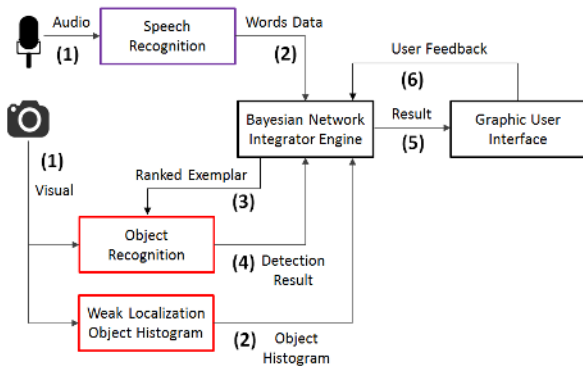 Audio
(1)
Speech
Recognition
Words Data
(2)
User Feedback
(6)
Bayesian Network
Integrator Engine
Result
(5)
Graphic User
Interface
(1)
Visual
Ranked Exemplar
(3)
Object
Recognition
(4)
Detection
Result
Weak Localization
Object Histogram
(2)
Object
Histogram